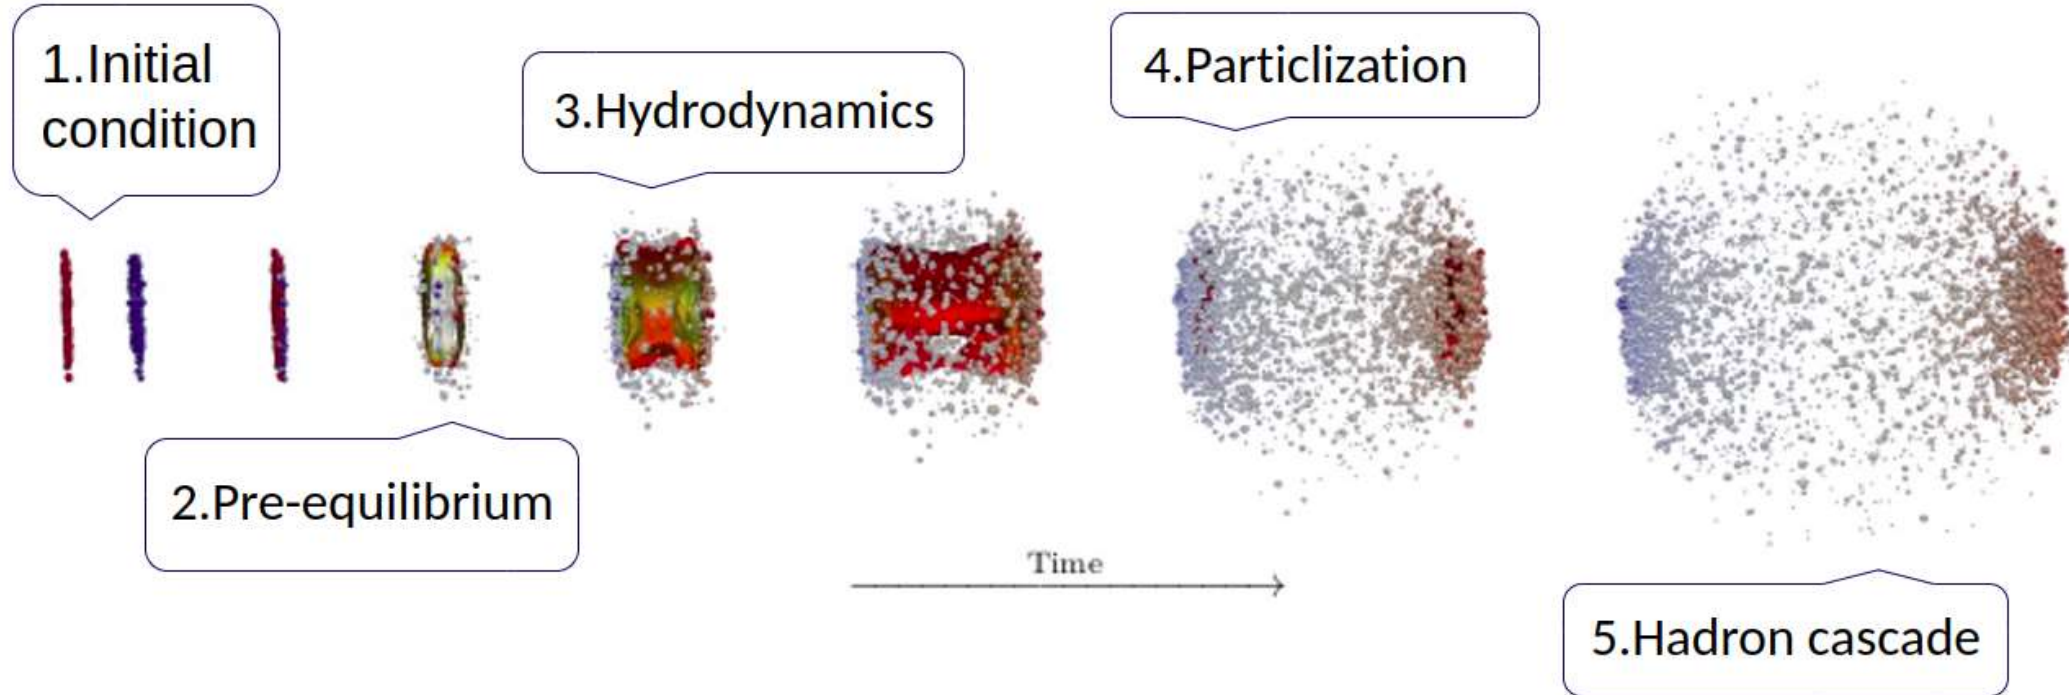 1.Initial
condition
3.Hydrodynamics
4.Particlization
2.Pre-equilibrium
Time
5.Hadron cascade